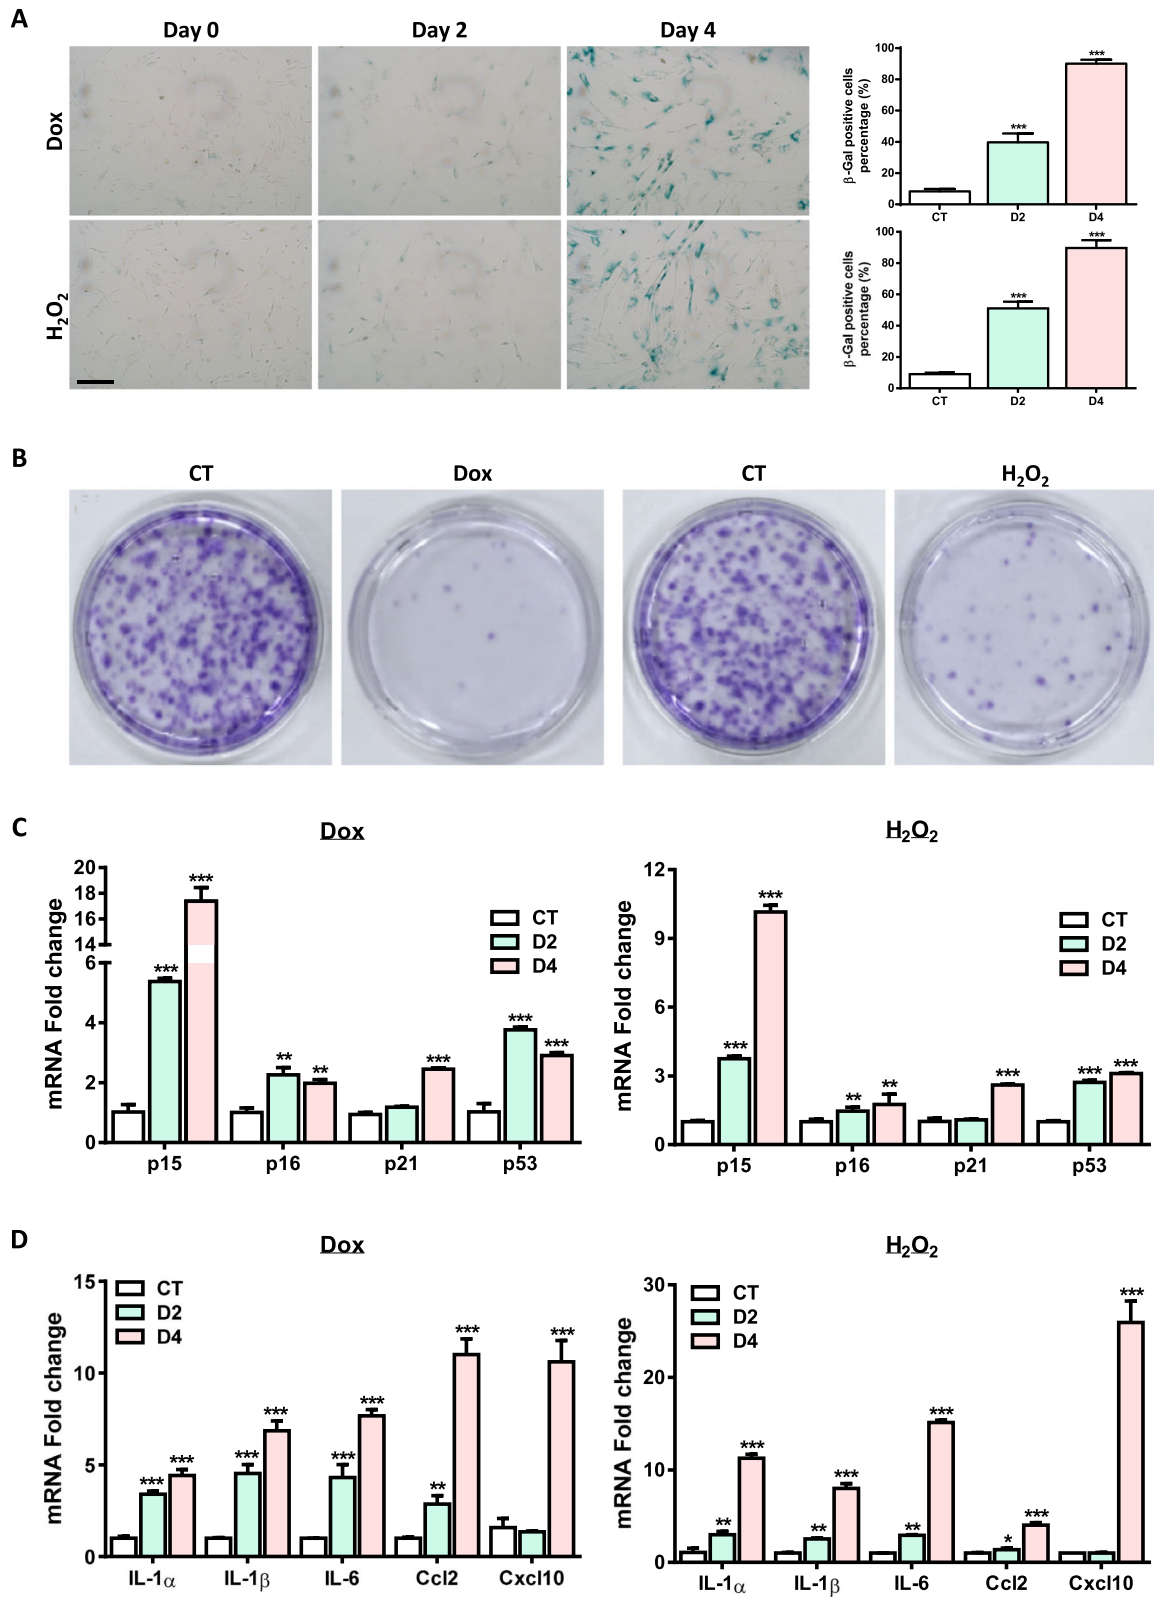 A
Day 0 Day 2 Day 4
Dox
H₂O₂
β-Gal positive cells
percentage (%)
100
80
60
40
20
0
***
***
CT D2 D4
β-Gal positive cells
percentage (%)
100
80
60
40
20
0
***
***
CT D2 D4
B
CT Dox CT H₂O₂
C
Dox
mRNA Fold change
20
18
16
14
6
4
2
0
*** *** ** ** *** *** ***
CT
D2
D4
p15 p16 p21 p53
H₂O₂
mRNA Fold change
12
9
6
3
0
*** *** ** ** *** *** ***
CT
D2
D4
p15 p16 p21 p53
D
Dox
mRNA Fold change
15
10
5
0
CT
D2
D4
*** *** *** *** *** *** ** *** ***
IL-1α IL-1β IL-6 Ccl2 Cxcl10
H₂O₂
mRNA Fold change
30
20
10
0
CT
D2
D4
** *** ** *** ** *** * *** ***
IL-1α IL-1β IL-6 Ccl2 Cxcl10